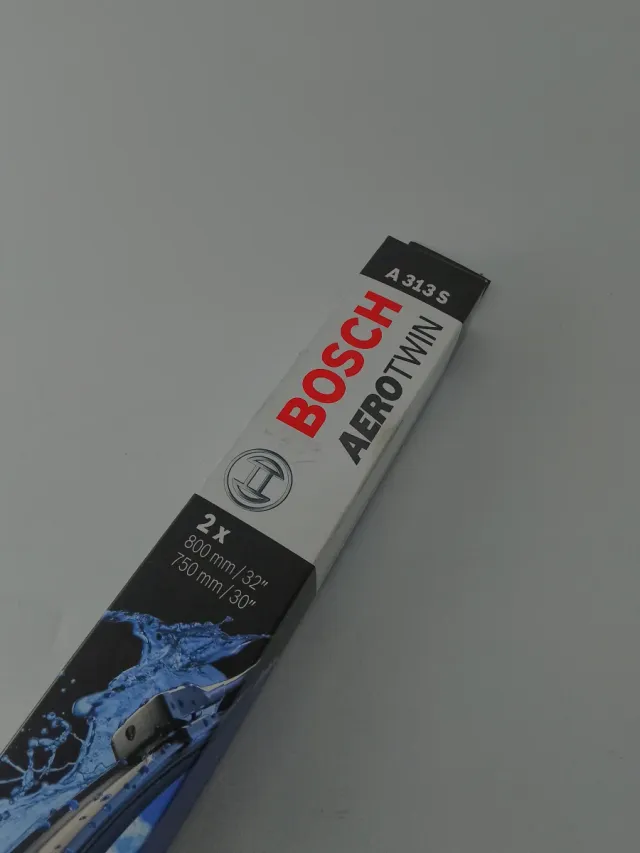 A 313 S
BOSCH
AEROTWIN
2 X
800 mm/32"
750 mm/30"